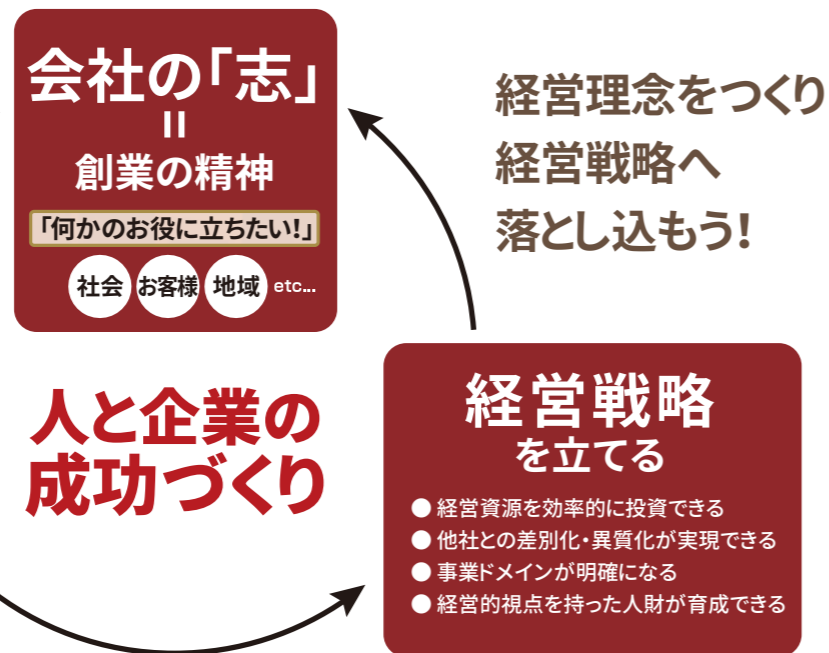 会社の「志」
=
創業の精神
「何かのお役に立ちたい!」
社会 お客様 地域 etc...
経営理念をつくり
経営戦略へ
落とし込もう!
人と企業の
成功づくり
経営戦略
を立てる
● 経営資源を効率的に投資できる
● 他社との差別化・異質化が実現できる
● 事業ドメインが明確になる
● 経営的視点を持った人財が育成できる